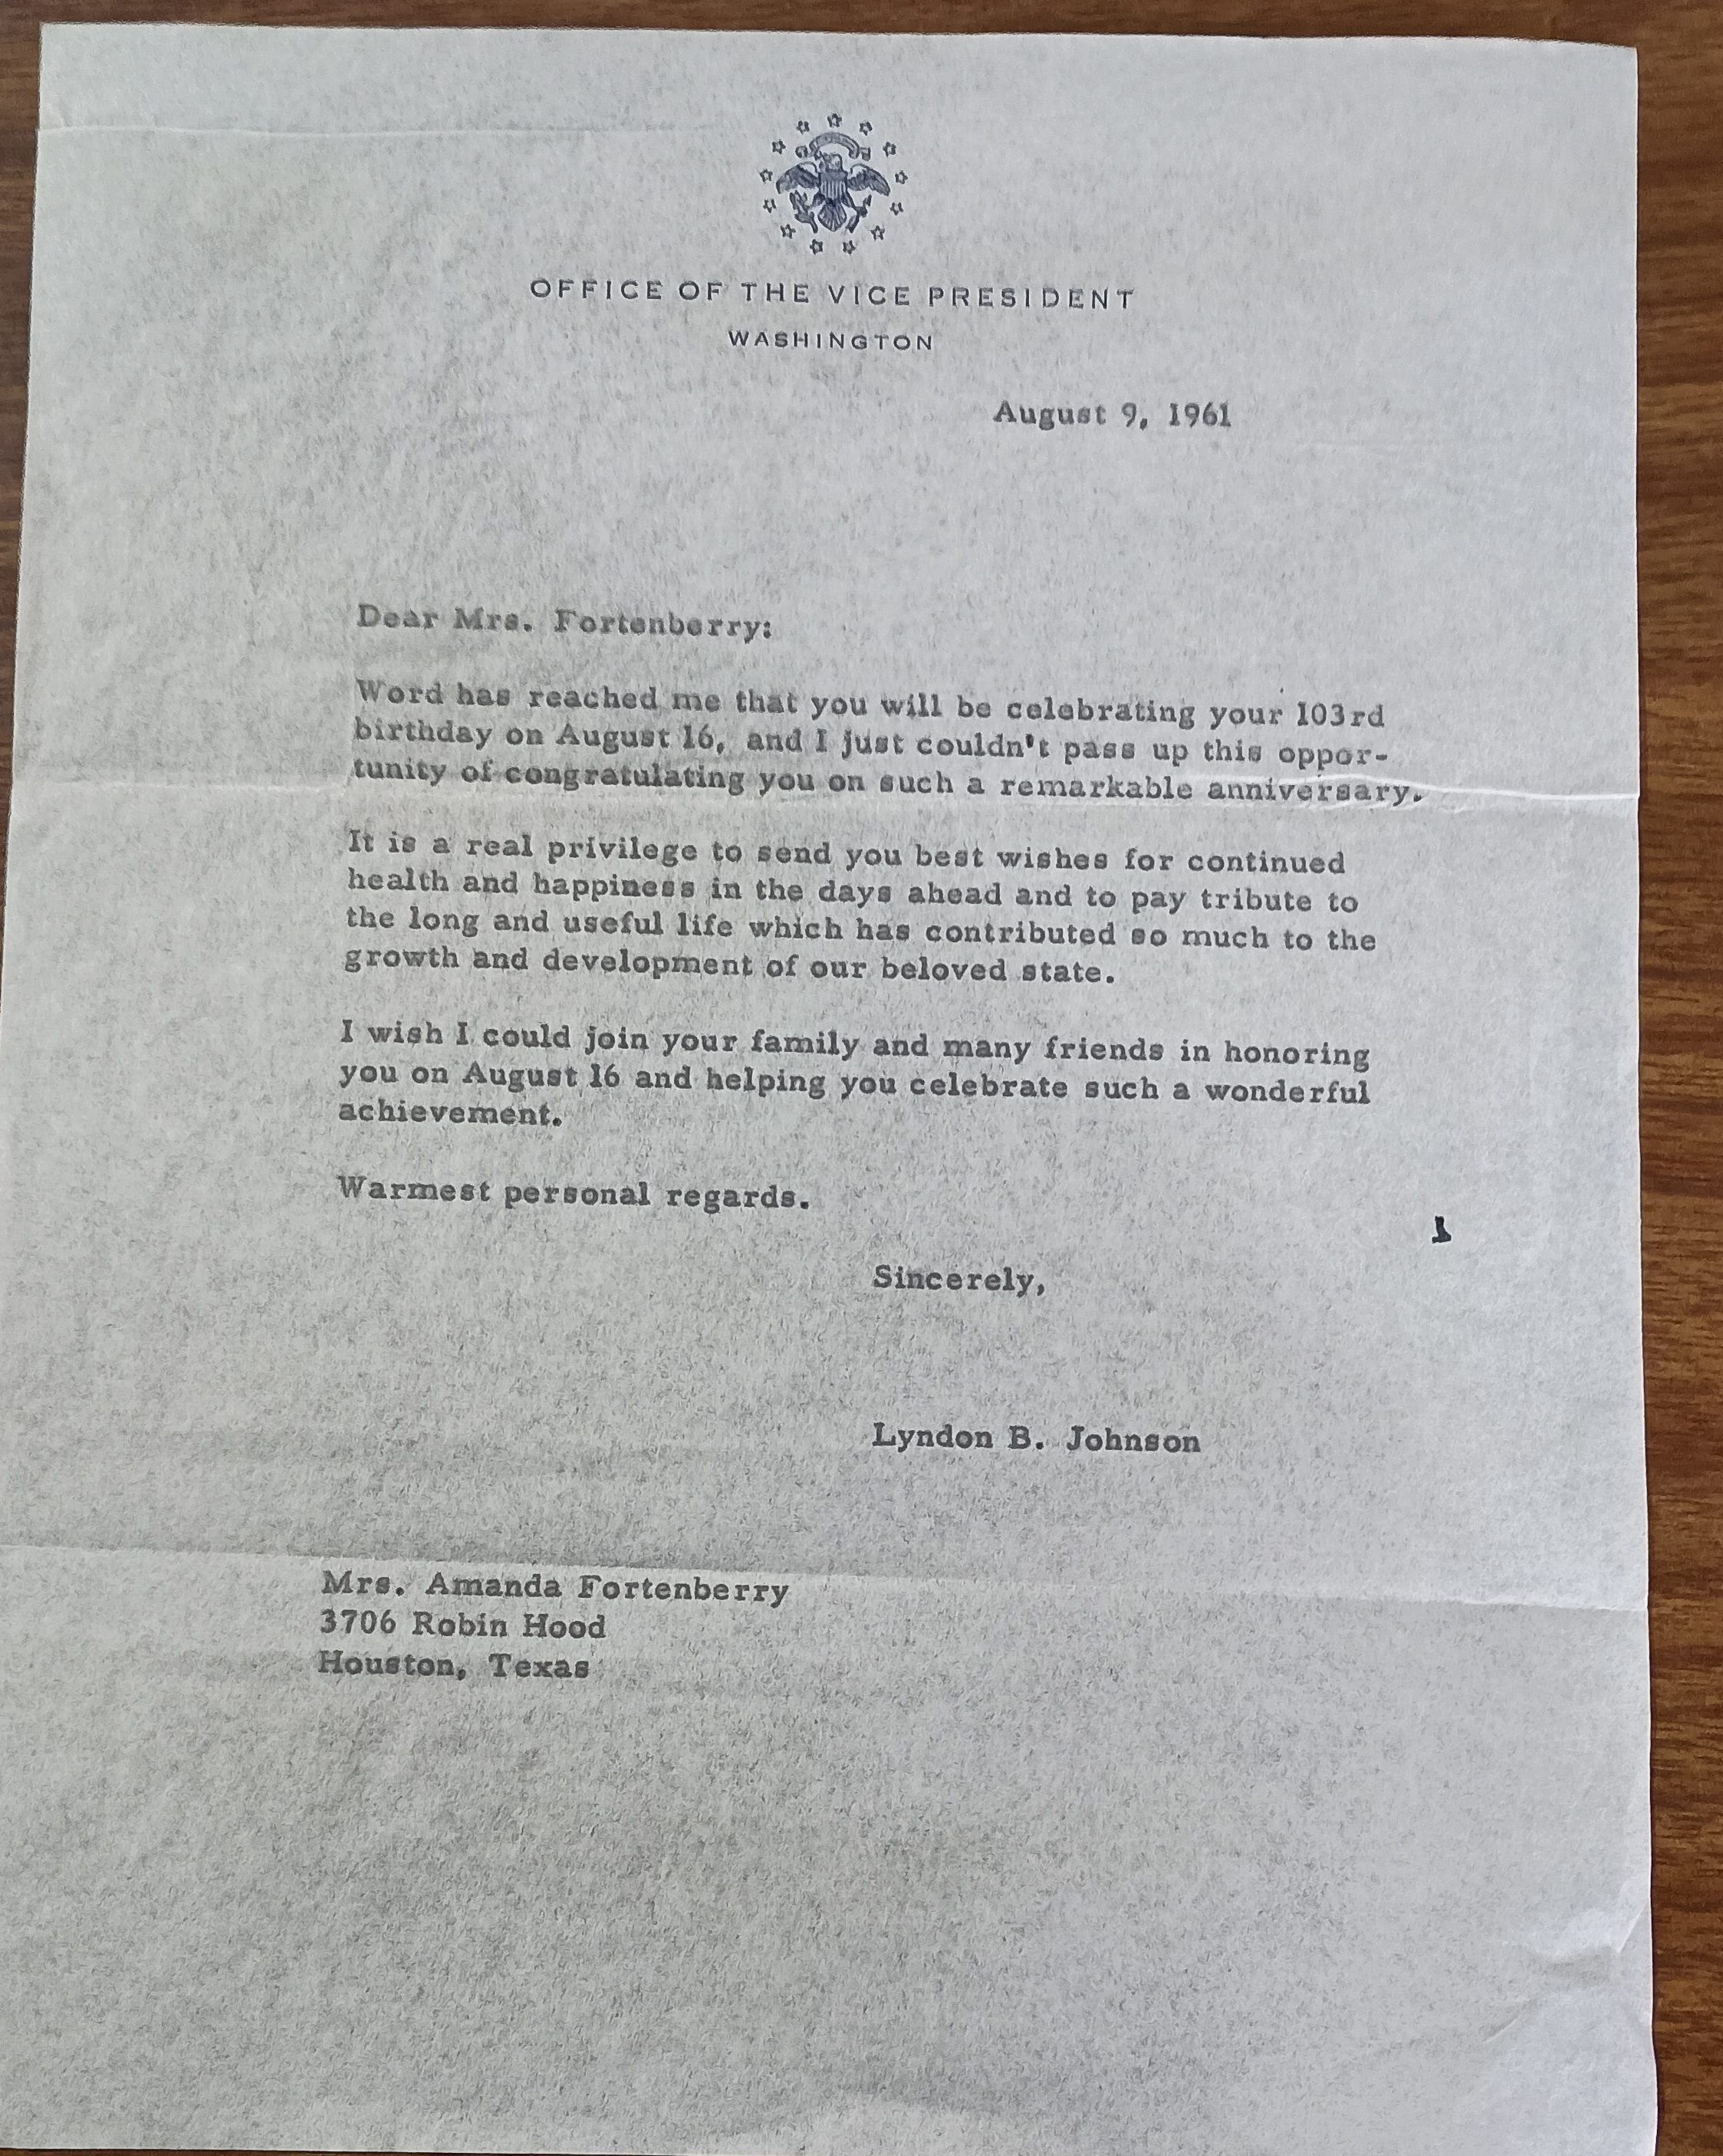 OFFICE OF THE VICE PRESIDENT
WASHINGTON
August 9, 1961
Dear Mrs. Fortenberry:
Word has reached me that you will be celebrating your 103rd
birthday on August 16, and I just couldn't pass up this oppor-
tunity of congratulating you on such a remarkable anniversary.
It is a real privilege to send you best wishes for continued
health and happiness in the days ahead and to pay tribute to
the long and useful life which has contributed so much to the
growth and development of our beloved state.
I wish I could join your family and many friends in honoring
you on August 16 and helping you celebrate such a wonderful
achievement.
Warmest personal regards.
Sincerely,
Lyndon B. Johnson
Mrs. Amanda Fortenberry
3706 Robin Hood
Houston, Texas